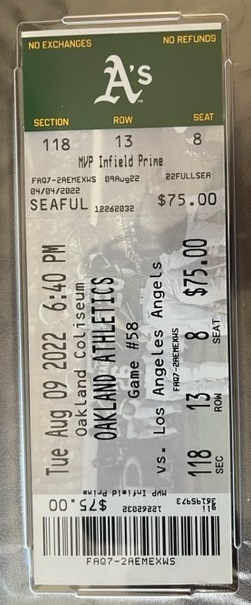 NO EXCHANGES
NO REFUNDS
A's
SECTION ROW SEAT
118 13 8
MVP Infield Prime
FAQ7-2AEMEXWS 09Aug22 22FULLSEA
04/04/2022
SEAFUL 12262032 $75.00
Tue Aug 09 2022 6:40 PM
Oakland Coliseum
OAKLAND ATHLETICS
Game #58
vs. Los Angeles Angels
FAQ7-2AEMEXWS
118 13 8 $75.00
SEC ROW SEAT
MVP Infield Prime
$75.00 12262032
36195973
FAQ7-2AEMEXWS